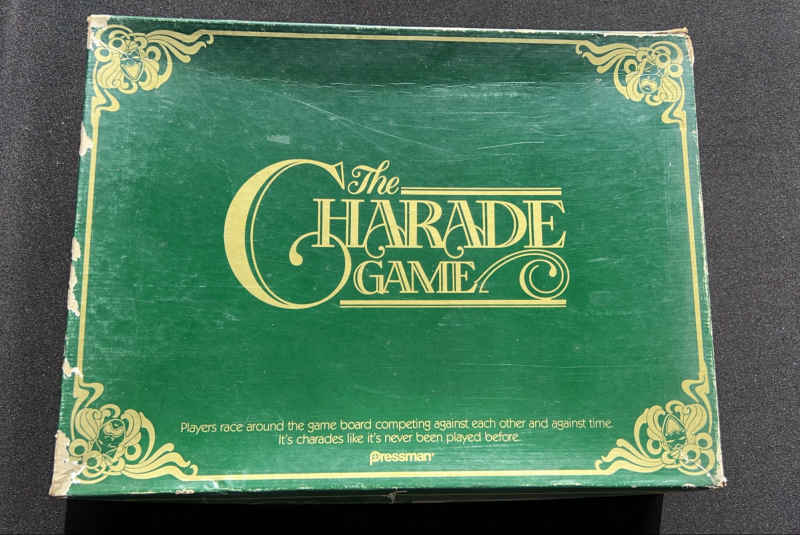 The
CHARADE
GAME
Players race around the game board competing against each other and against time.
It's charades like it's never been played before.
Pressman®